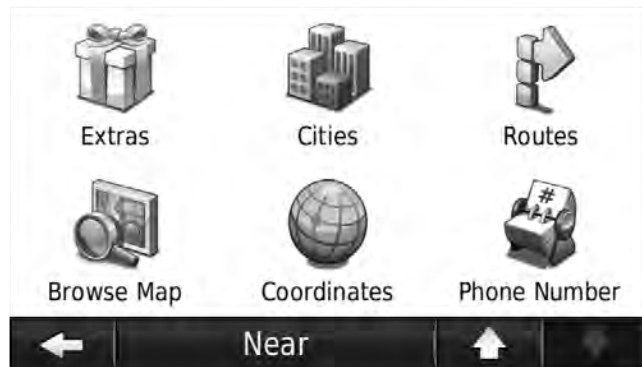 Extras Cities Routes
#
Browse Map Coordinates Phone Number
Near